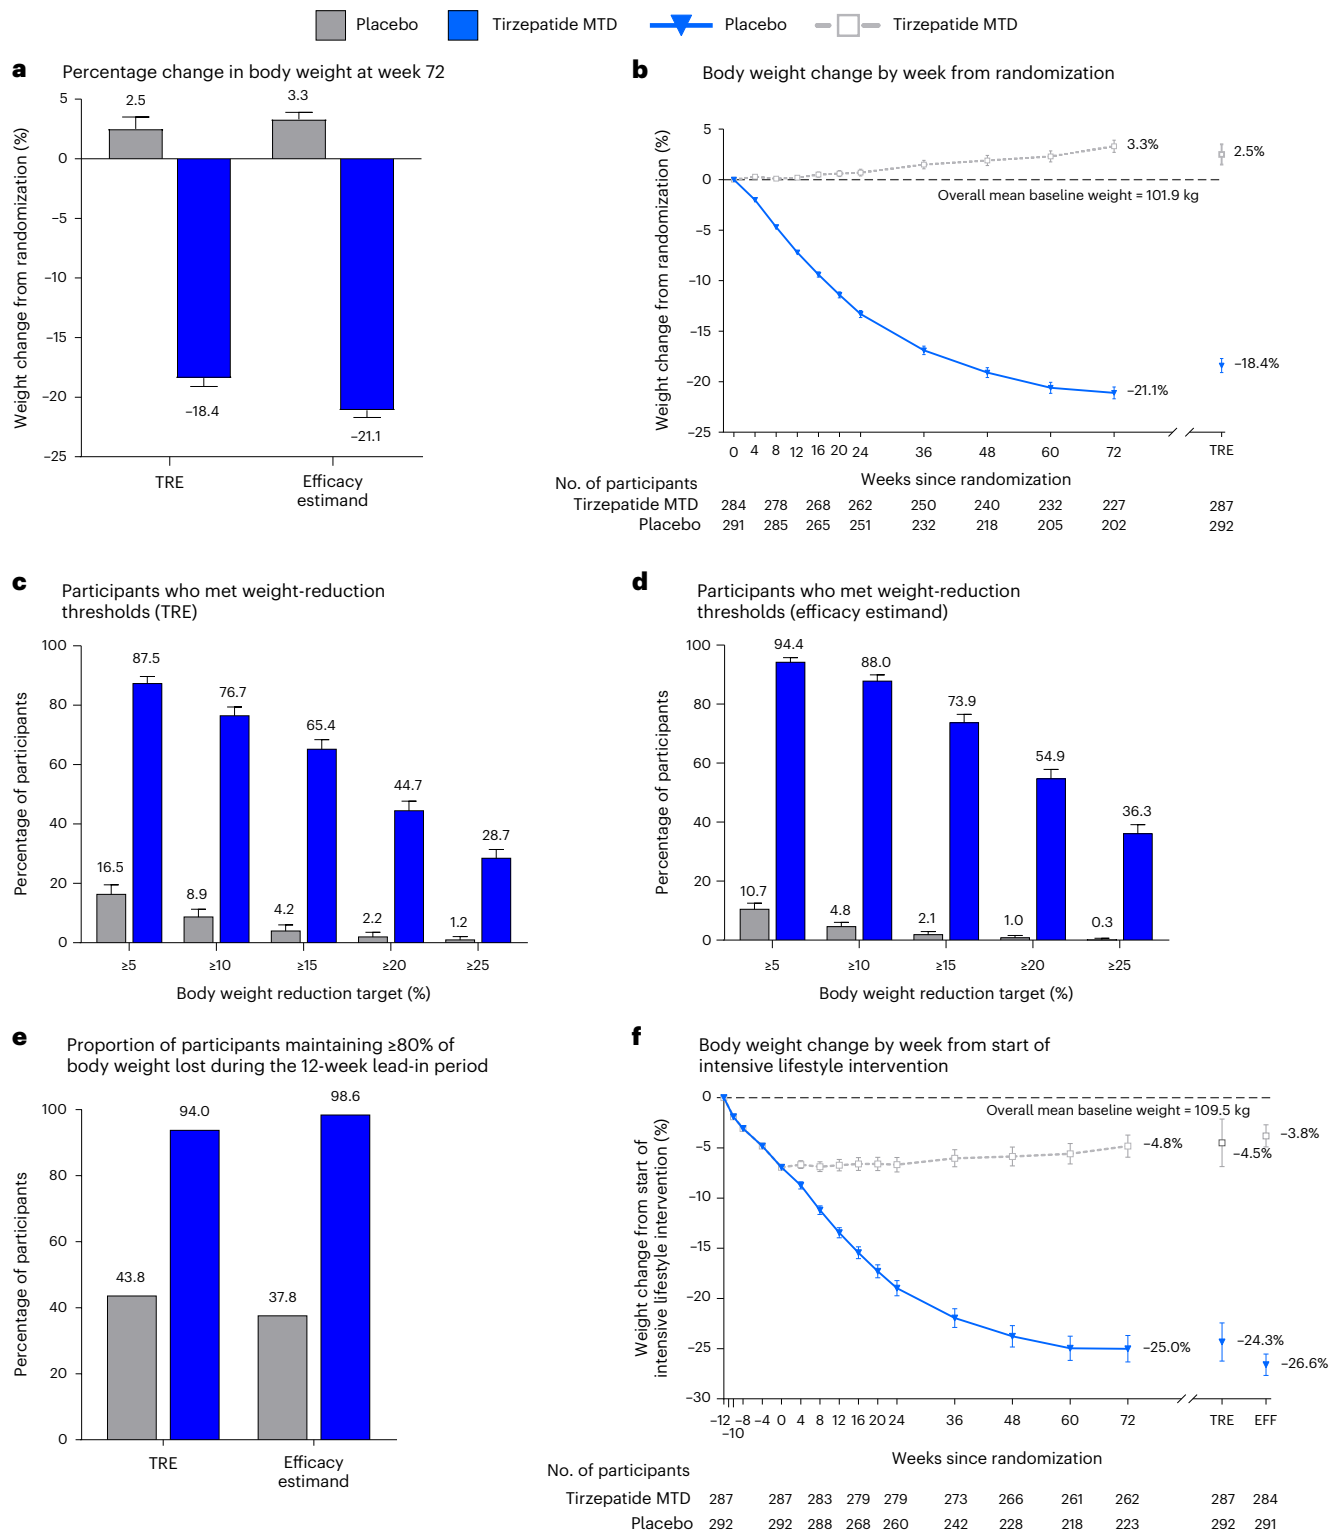 Placebo Tirzepatide MTD Placebo Tirzepatide MTD
a Percentage change in body weight at week 72
Weight change from randomization (%)
5
0
–5
–10
–15
–20
–25
2.5
3.3
–18.4
–21.1
TRE
Efficacy
estimand
b Body weight change by week from randomization
Weight change from randomization (%)
5
0
–5
–10
–15
–20
–25
3.3%
2.5%
Overall mean baseline weight = 101.9 kg
–18.4%
–21.1%
0 4 8 12 16 20 24 36 48 60 72 TRE
Weeks since randomization
No. of participants
Tirzepatide MTD 284 278 268 262 250 240 232 227 287
Placebo 291 285 265 251 232 218 205 202 292
c Participants who met weight-reduction
thresholds (TRE)
Percentage of participants
100
80
60
40
20
0
16.5
87.5
8.9
76.7
4.2
65.4
2.2
44.7
1.2
28.7
≥5 ≥10 ≥15 ≥20 ≥25
Body weight reduction target (%)
d Participants who met weight-reduction
thresholds (efficacy estimand)
Percentage of participants
100
80
60
40
20
0
10.7
94.4
4.8
88.0
2.1
73.9
1.0
54.9
0.3
36.3
≥5 ≥10 ≥15 ≥20 ≥25
Body weight reduction target (%)
e Proportion of participants maintaining ≥80% of
body weight lost during the 12-week lead-in period
Percentage of participants
100
80
60
40
20
0
43.8
94.0
37.8
98.6
TRE
Efficacy
estimand
f Body weight change by week from start of
intensive lifestyle intervention
Weight change from start of
intensive lifestyle intervention (%)
0
–5
–10
–15
–20
–25
–30
Overall mean baseline weight = 109.5 kg
–4.8%
–4.5%
–3.8%
–25.0%
–24.3%
–26.6%
–12 –8 –4 0 4 8 12 16 20 24 36 48 60 72 TRE EFF
–10
Weeks since randomization
No. of participants
Tirzepatide MTD 287 287 283 279 279 273 266 261 262 287 284
Placebo 292 292 288 268 260 242 228 218 223 292 291